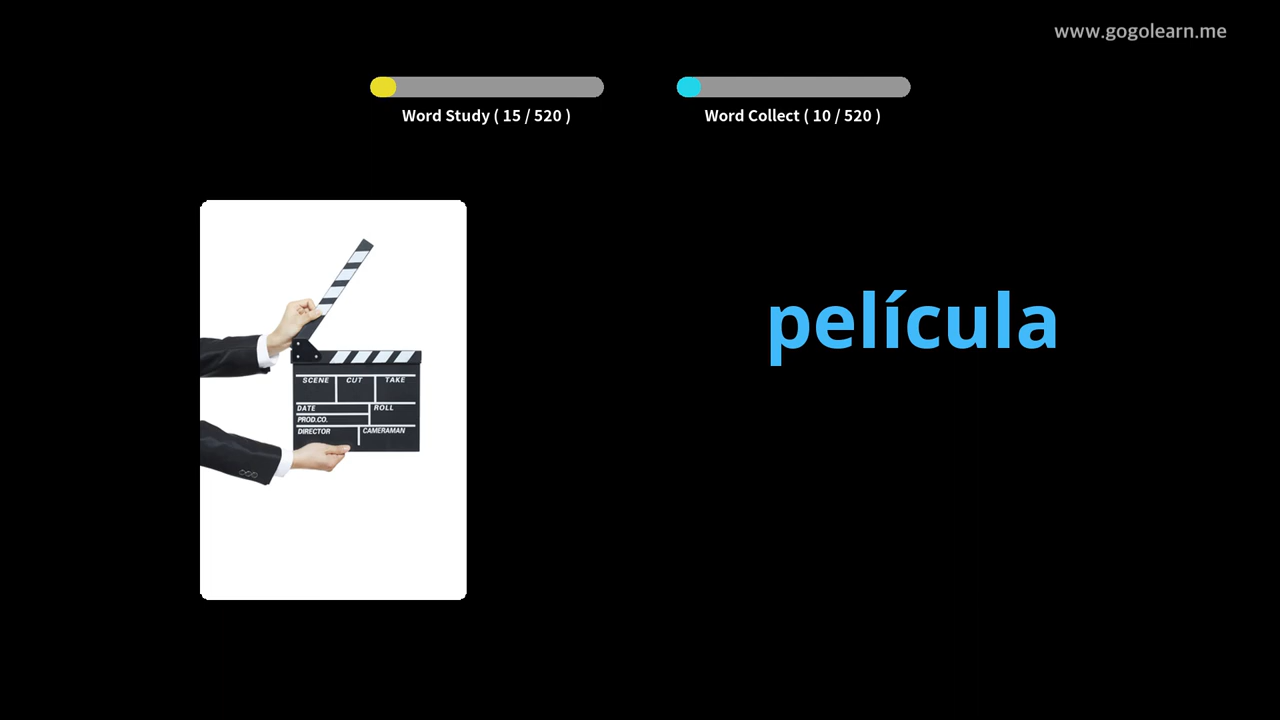 www.gogolearn.me
Word Study ( 15 / 520 )
Word Collect ( 10 / 520 )
película
SCENE CUT TAKE
DATE ROLL
PROD.CO.
DIRECTOR CAMERAMAN